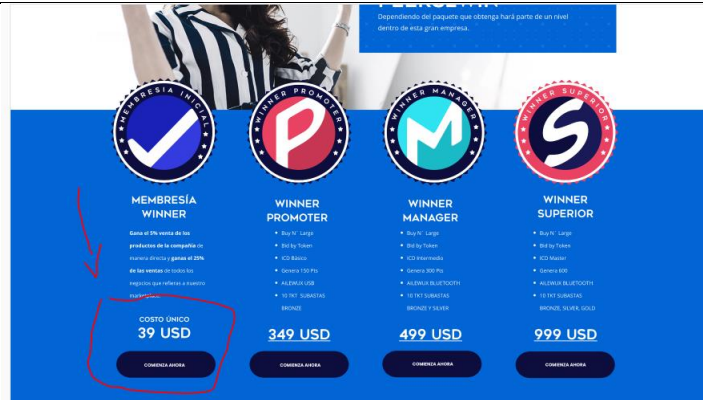 Dependiendo del paquete que obtenga hará parte de un nivel
dentro de esta gran empresa.
MEMBRESIA INICIAL
WINNER PROMOTER
WINNER MANAGER
WINNER SUPERIOR
P
M
S
MEMBRESÍA
WINNER
Gana el 5% venta de los
productos de la compañía de
manera directa y ganas el 25%
de las ventas de todos los
negocios que refieras a nuestro
COSTO ÚNICO
39 USD
COMIENZA AHORA
WINNER
PROMOTER
• Buy N´ Large
• Bid by Token
• ICD Básico
• Genera 150 Pts
• AILEWUX USB
• 10 TKT SUBASTAS
BRONZE
349 USD
COMIENZA AHORA
WINNER
MANAGER
• Buy N´ Large
• Bid by Token
• ICD Intermedia
• Genera 300 Pts
• AILEWUX BLUETOOTH
• 10 TKT SUBASTAS
BRONZE Y SILVER
499 USD
COMIENZA AHORA
WINNER
SUPERIOR
• Buy N´ Large
• Bid by Token
• ICD Master
• Genera 600
• AILEWUX BLUETOOTH
• 10 TKT SUBASTAS
BRONZE, SILVER, GOLD
999 USD
COMIENZA AHORA